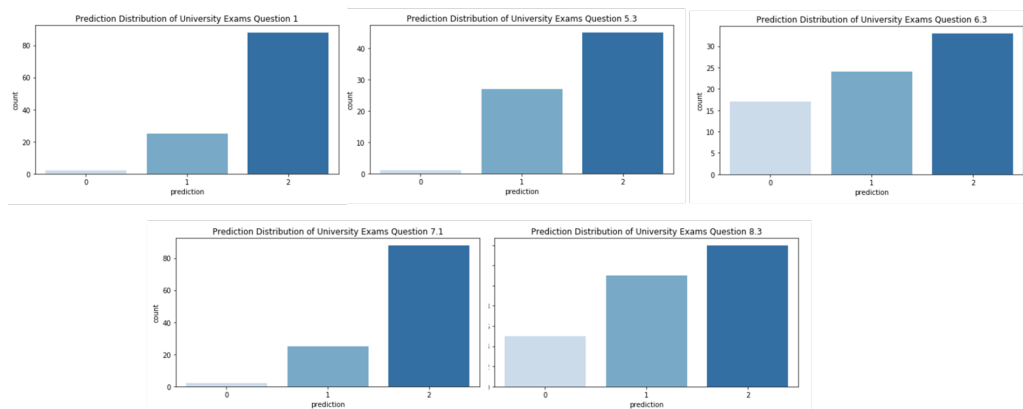 Prediction Distribution of University Exams Question 1
80
60
40
20
0
count
0 1 2
prediction
Prediction Distribution of University Exams Question 5.3
40
30
20
10
0
count
0 1 2
prediction
Prediction Distribution of University Exams Question 6.3
30
25
20
15
10
5
0
count
0 1 2
prediction
Prediction Distribution of University Exams Question 7.1
80
60
40
20
0
count
0 1 2
prediction
Prediction Distribution of University Exams Question 8.3
0 1 2
prediction